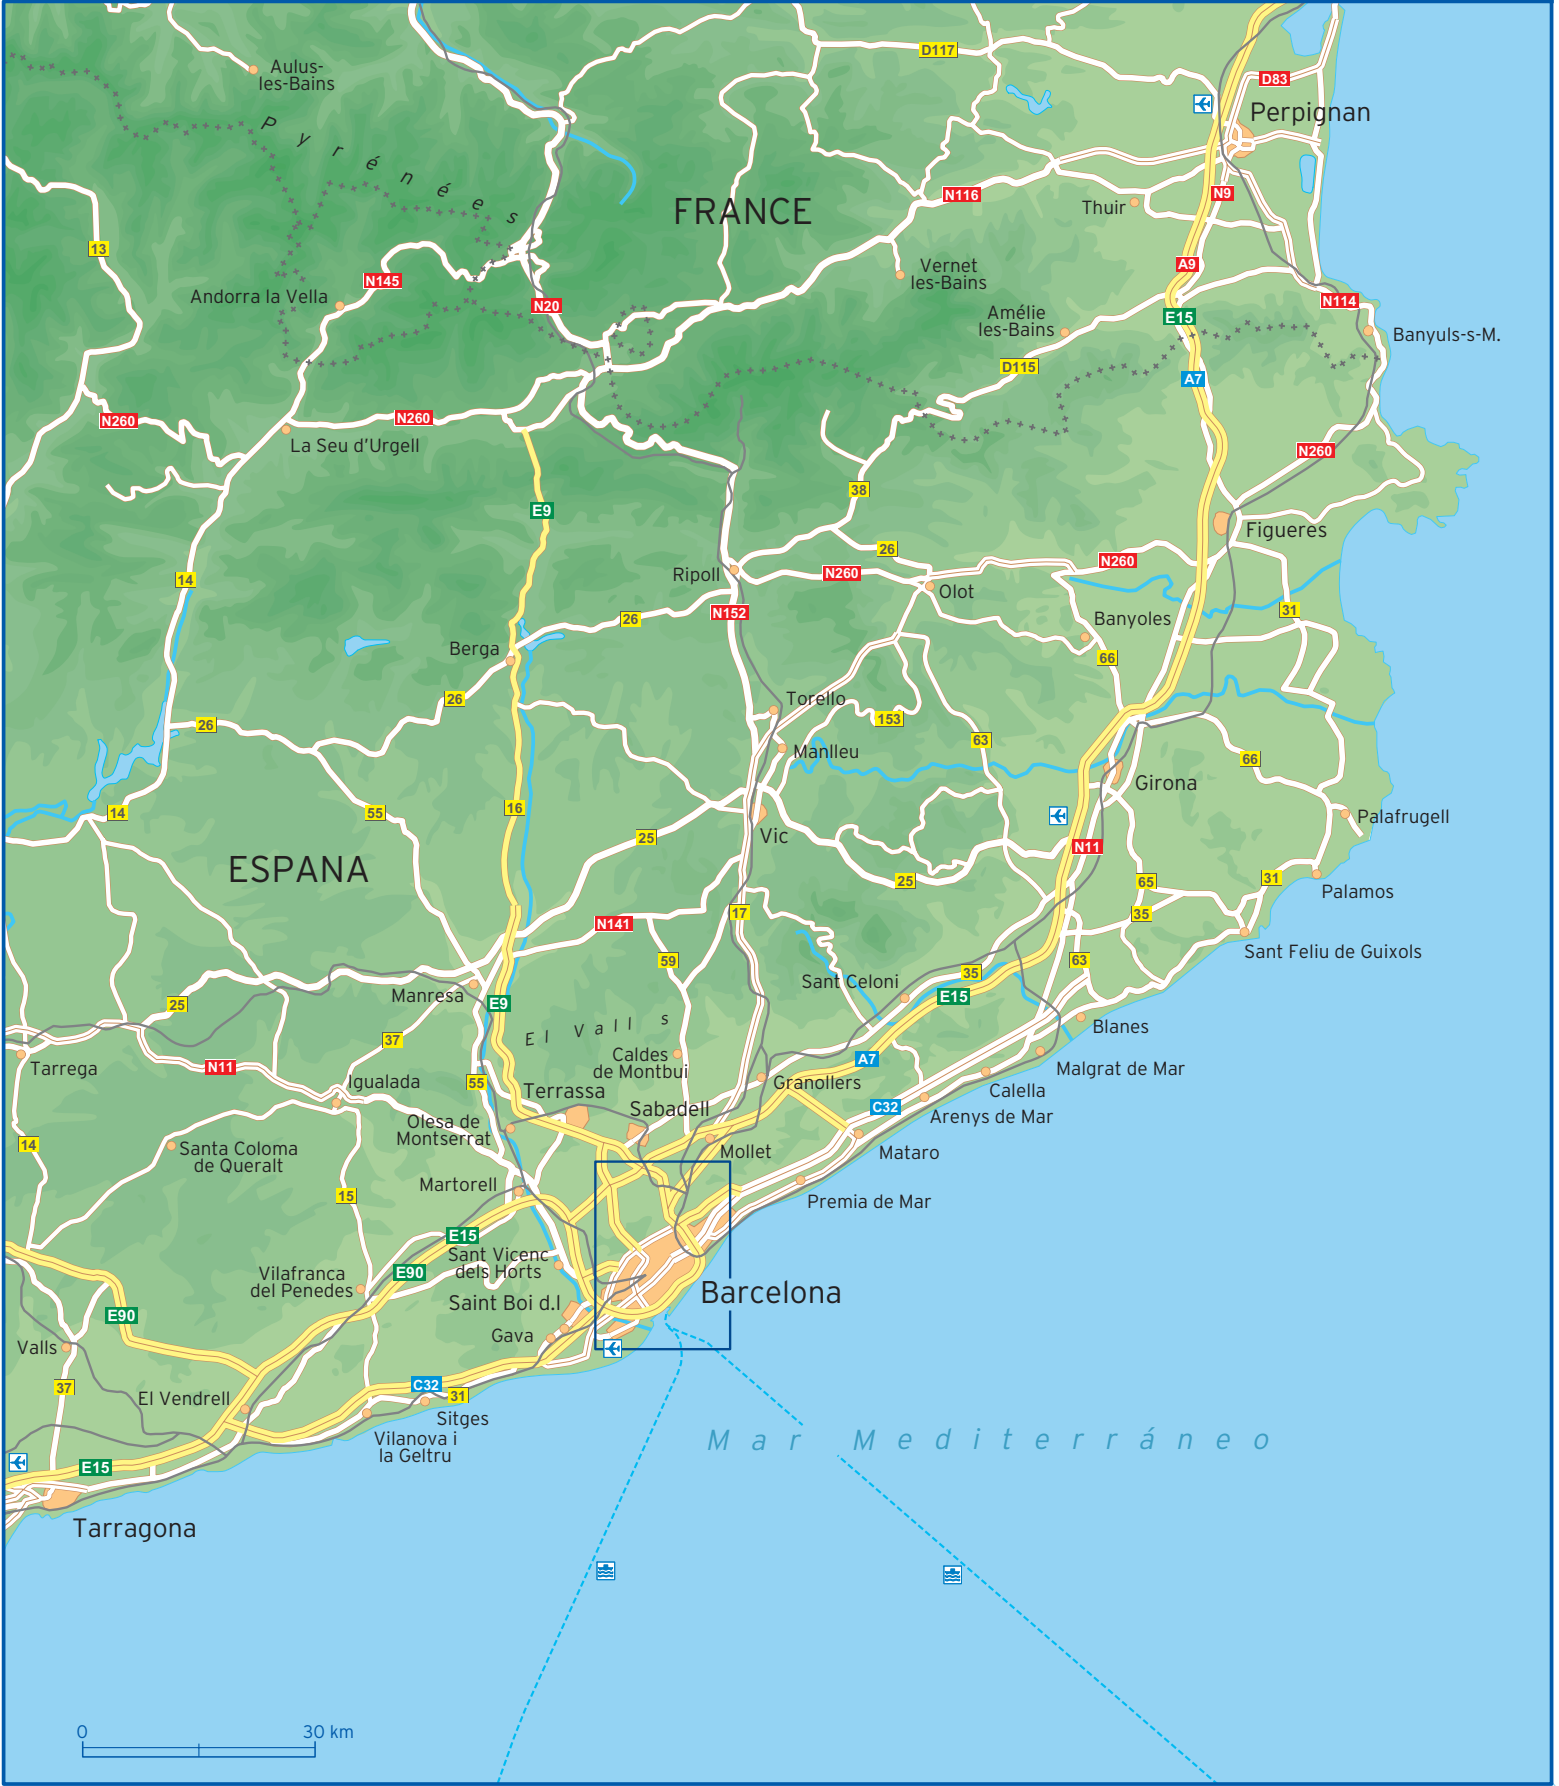 D117
Aulus-
les-Bains
D83
Perpignan
Pyrénées
N116
N9
FRANCE
Thuir
13
A9
N145
Vernet
les-Bains
Andorra la Vella
N20
N114
Amélie
les-Bains
E15
Banyuls-s-M.
D115
A7
N260
N260
La Seu d'Urgell
N260
38
E9
Figueres
26
N260
14
Ripoll
N260
Olot
26
N152
31
Banyoles
Berga
66
26
Torello
26
153
63
Manlleu
66
Girona
16
14
55
Palafrugell
25
Vic
N11
ESPANA
25
65
31
Palamos
17
35
N141
Sant Feliu de Guixols
59
63
35
Sant Celoni
Manresa
E15
25
E9
El Valls
Blanes
37
Caldes
de Montbui
A7
Tarrega
N11
Malgrat de Mar
Igualada
55
Terrassa
Granollers
Calella
Sabadell
C32
Arenys de Mar
Olesa de
Montserrat
14
Santa Coloma
de Queralt
Mollet
Mataro
Martorell
15
Premia de Mar
E15
Sant Vicenc
dels Horts
Vilafranca
del Penedes
E90
Barcelona
Saint Boi d.l
E90
Gava
Valls
37
C32
31
El Vendrell
Sitges
Vilanova i
la Geltru
Mar Mediterráneo
E15
Tarragona
0 30 km